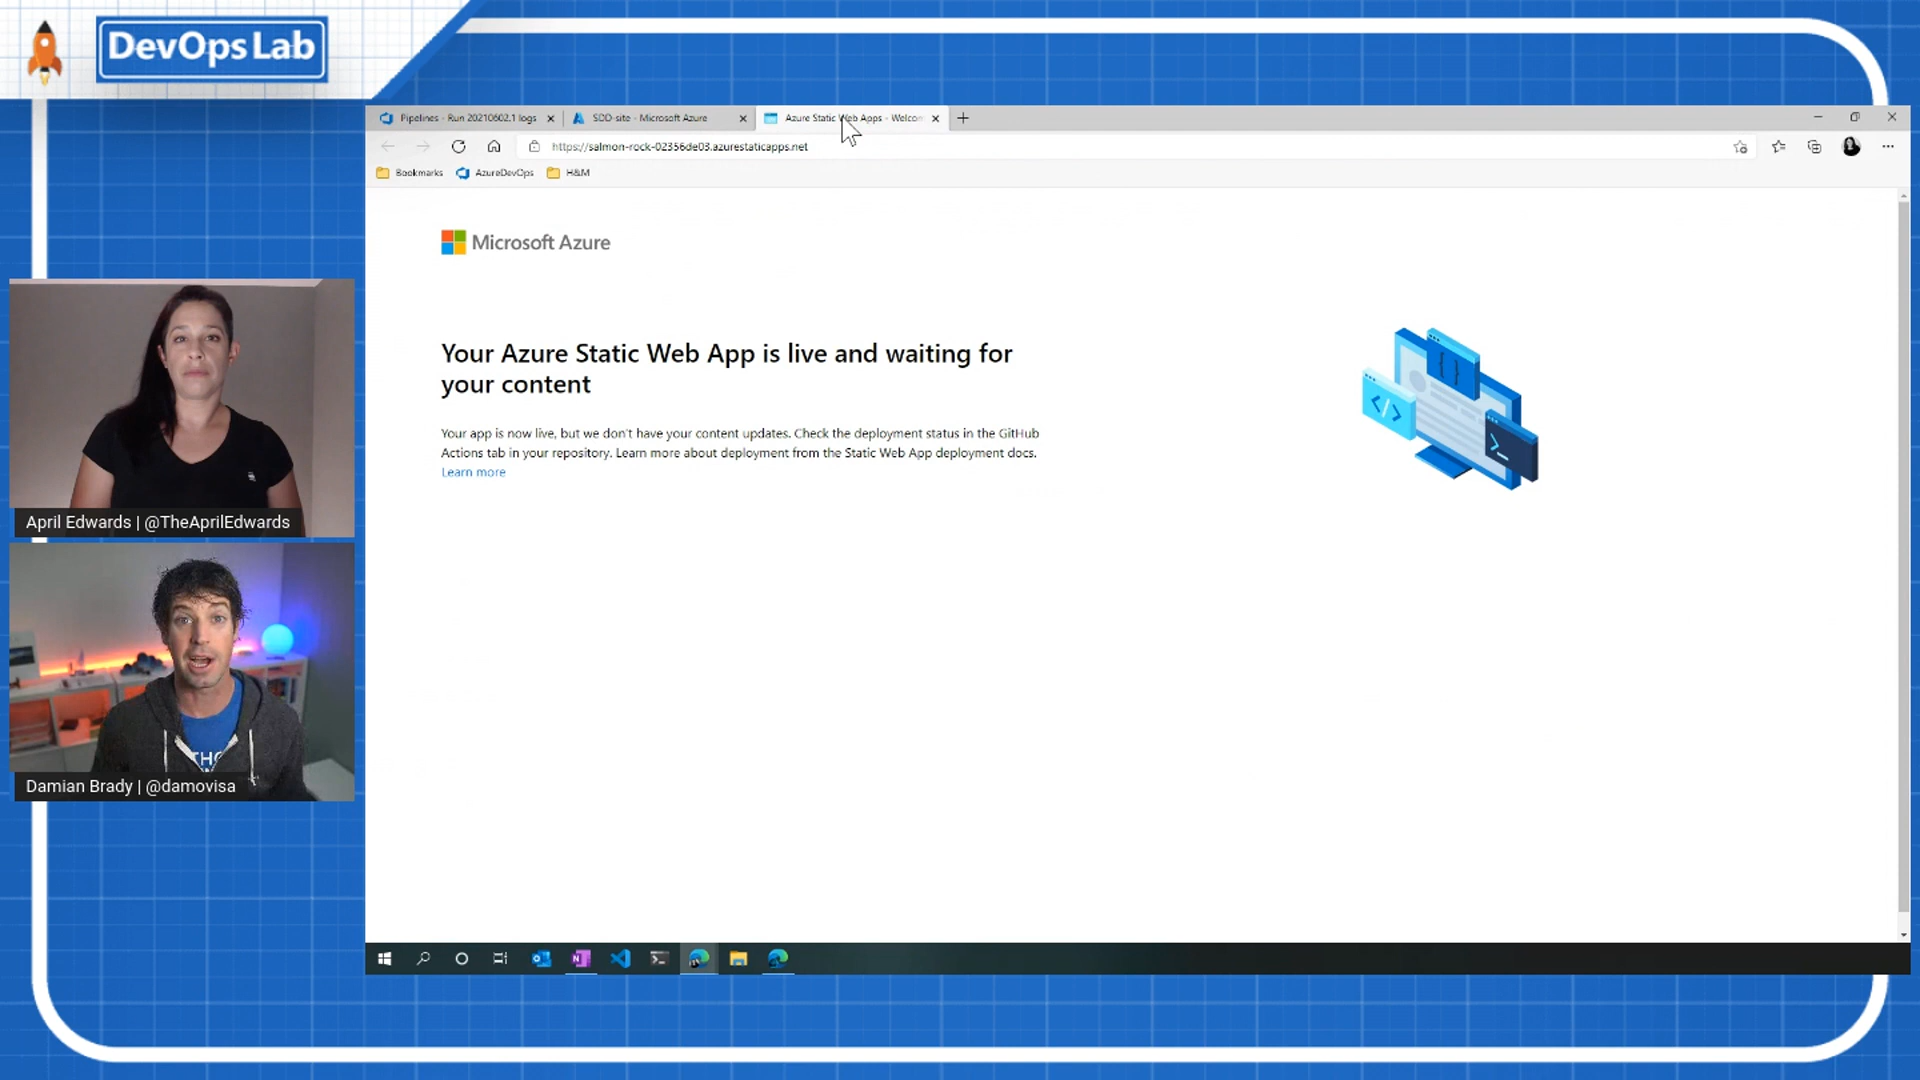 DevOps Lab
Pipelines - Run 20210602.1 logs
SDD-site - Microsoft Azure
Azure Static Web Apps - Welcom
https://salmon-rock-02356de03.azurestaticapps.net
Bookmarks
AzureDevOps
H&M
Microsoft Azure
Your Azure Static Web App is live and waiting for
your content
Your app is now live, but we don't have your content updates. Check the deployment status in the GitHub
Actions tab in your repository. Learn more about deployment from the Static Web App deployment docs.
Learn more
April Edwards | @TheAprilEdwards
Damian Brady | @damovisa